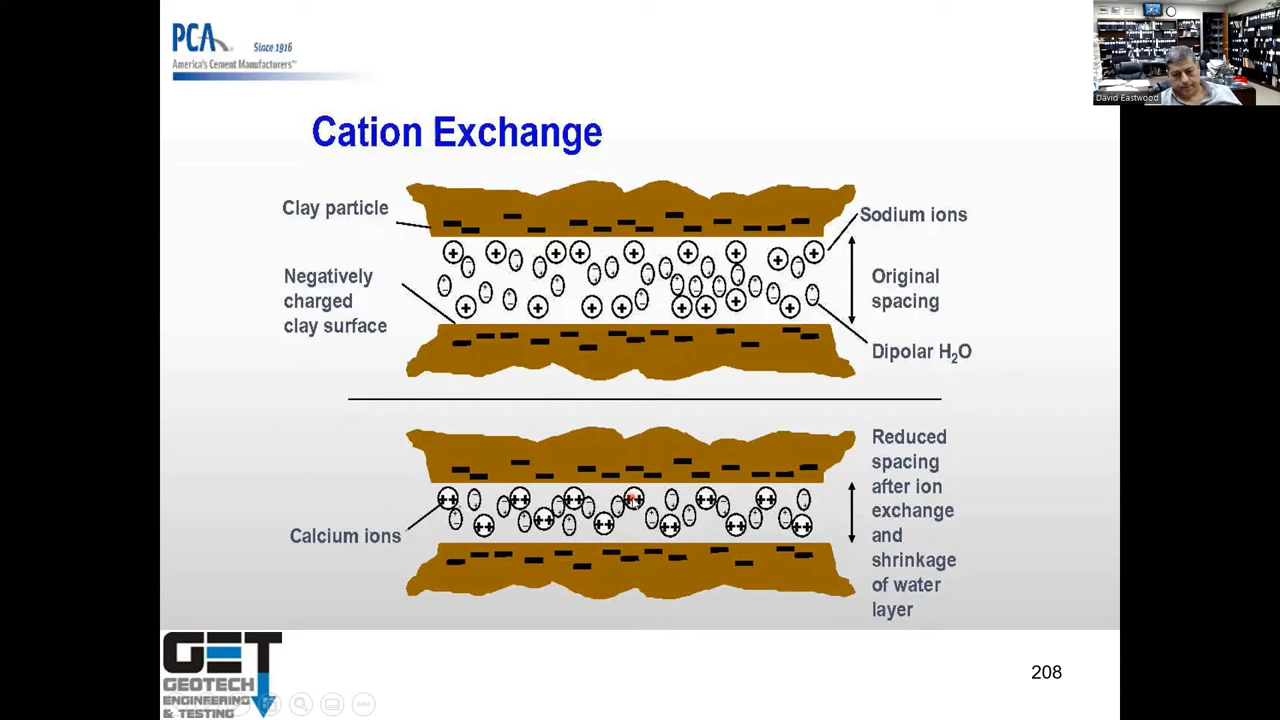 PCA
Since 1916
America's Cement Manufacturers™
David Eastwood
Cation Exchange
Clay particle
Sodium ions
Negatively
charged
clay surface
Original
spacing
Dipolar H₂O
Calcium ions
Reduced
spacing
after ion
exchange
and
shrinkage
of water
layer
GET
GEOTECH
ENGINEERING
& TESTING
208